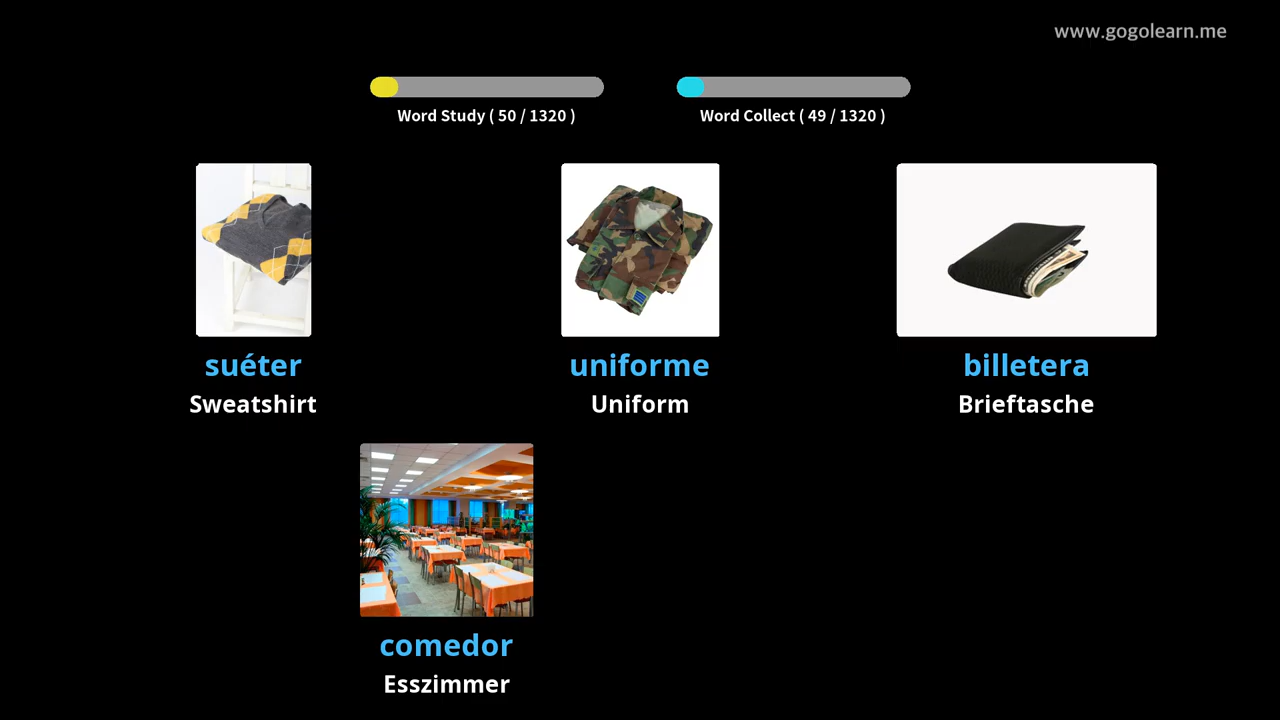 www.gogolearn.me
Word Study ( 50 / 1320 )
Word Collect ( 49 / 1320 )
suéter
Sweatshirt
uniforme
Uniform
billetera
Brieftasche
comedor
Esszimmer